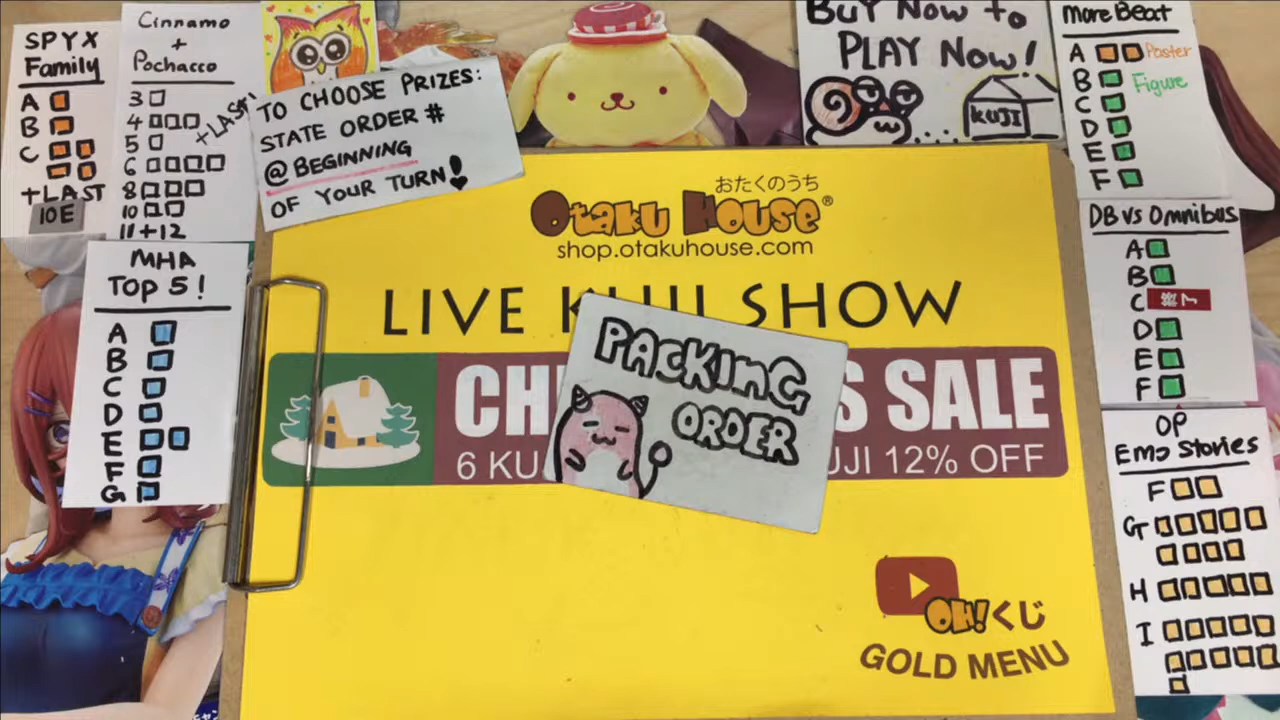 SPY X
Family
A
B
C
+LAST
10E
Cinnamo
+
Pochacco
3
4
5
6
8
10
11 + 12
+LAST!
MHA
TOP 5!
A
B
C
D
E
F
G
TO CHOOSE PRIZES:
STATE ORDER #
@BEGINNING
OF YOUR TURN!
BUY NOW to
PLAY NOW!
KUJI
おたくのうち
Otaku House®
shop.otakuhouse.com
LIVE KUJI SHOW
CH
S SALE
6 KU
UJI 12% OFF
PACKING
ORDER
OH!くじ
GOLD MENU
More Beat
A Poster
B Figure
C
D
E
F
DB vs Omnibus
A
B
C 終了
D
E
F
OP
Emo Stories
F
G
H
I